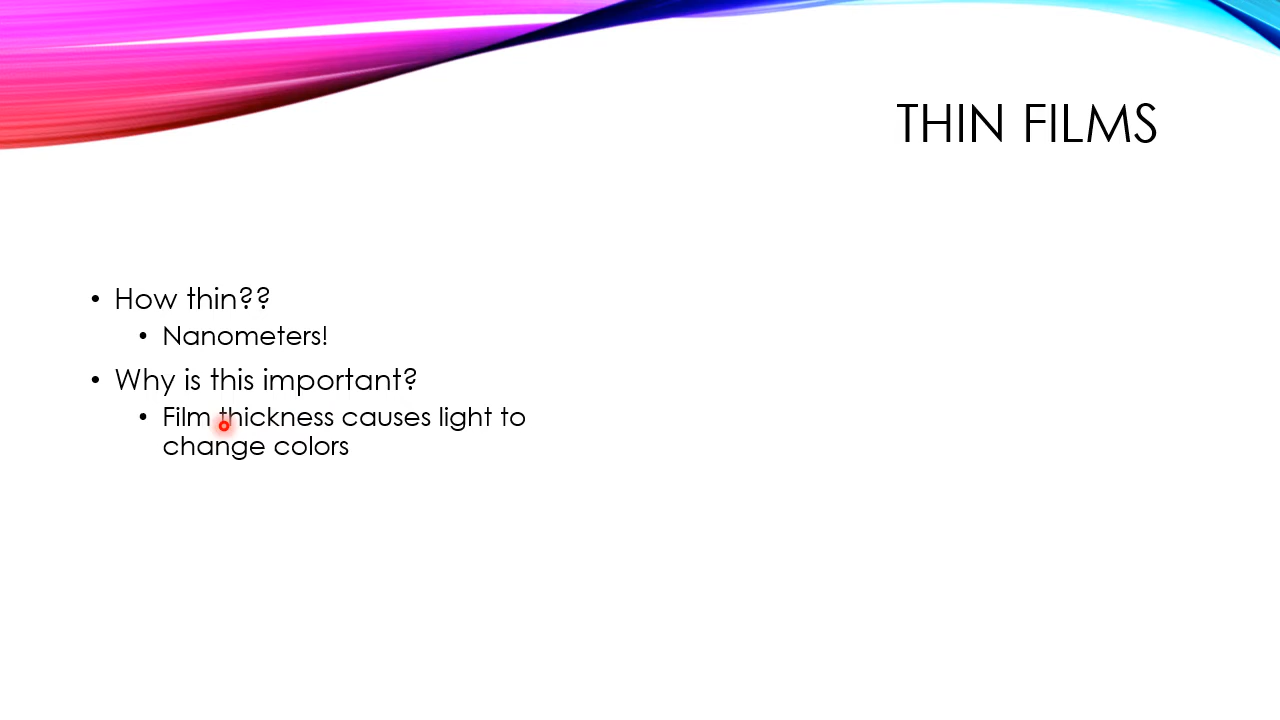 THIN FILMS
• How thin??
• Nanometers!
• Why is this important?
• Film thickness causes light to
change colors